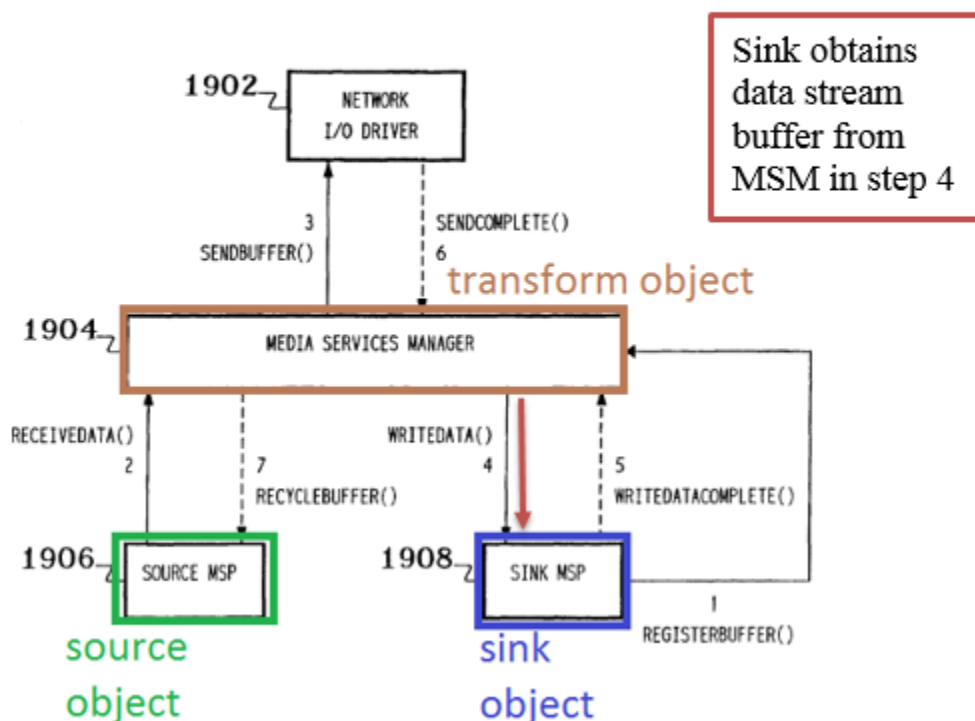 Sink obtains
data stream
buffer from
MSM in step 4
1902
NETWORK
I/O DRIVER
3
SENDBUFFER()
SENDCOMPLETE()
6
transform object
1904
MEDIA SERVICES MANAGER
RECEIVEDATA()
2
7
RECYCLEBUFFER()
WRITEDATA()
4
5
WRITEDATACOMPLETE()
1906
SOURCE MSP
1908
SINK MSP
1
REGISTERBUFFER()
source
object
sink
object